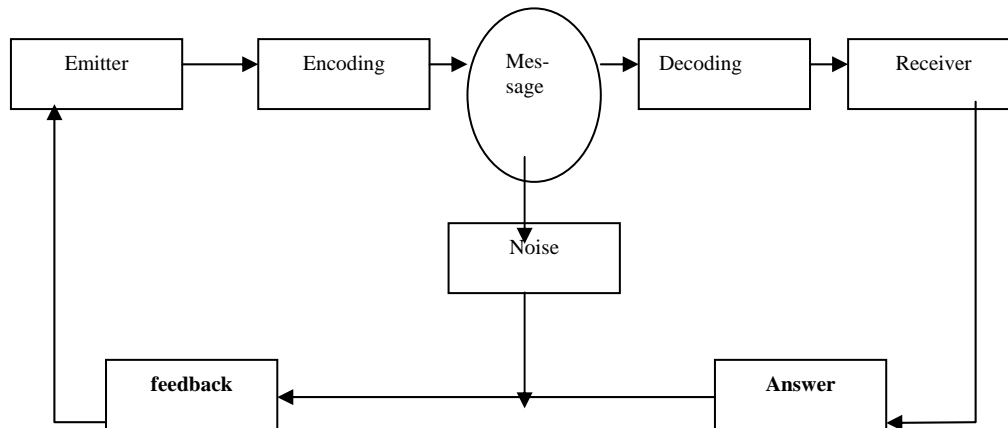 Emitter
Encoding
Mes-
sage
Decoding
Receiver
Noise
feedback
Answer